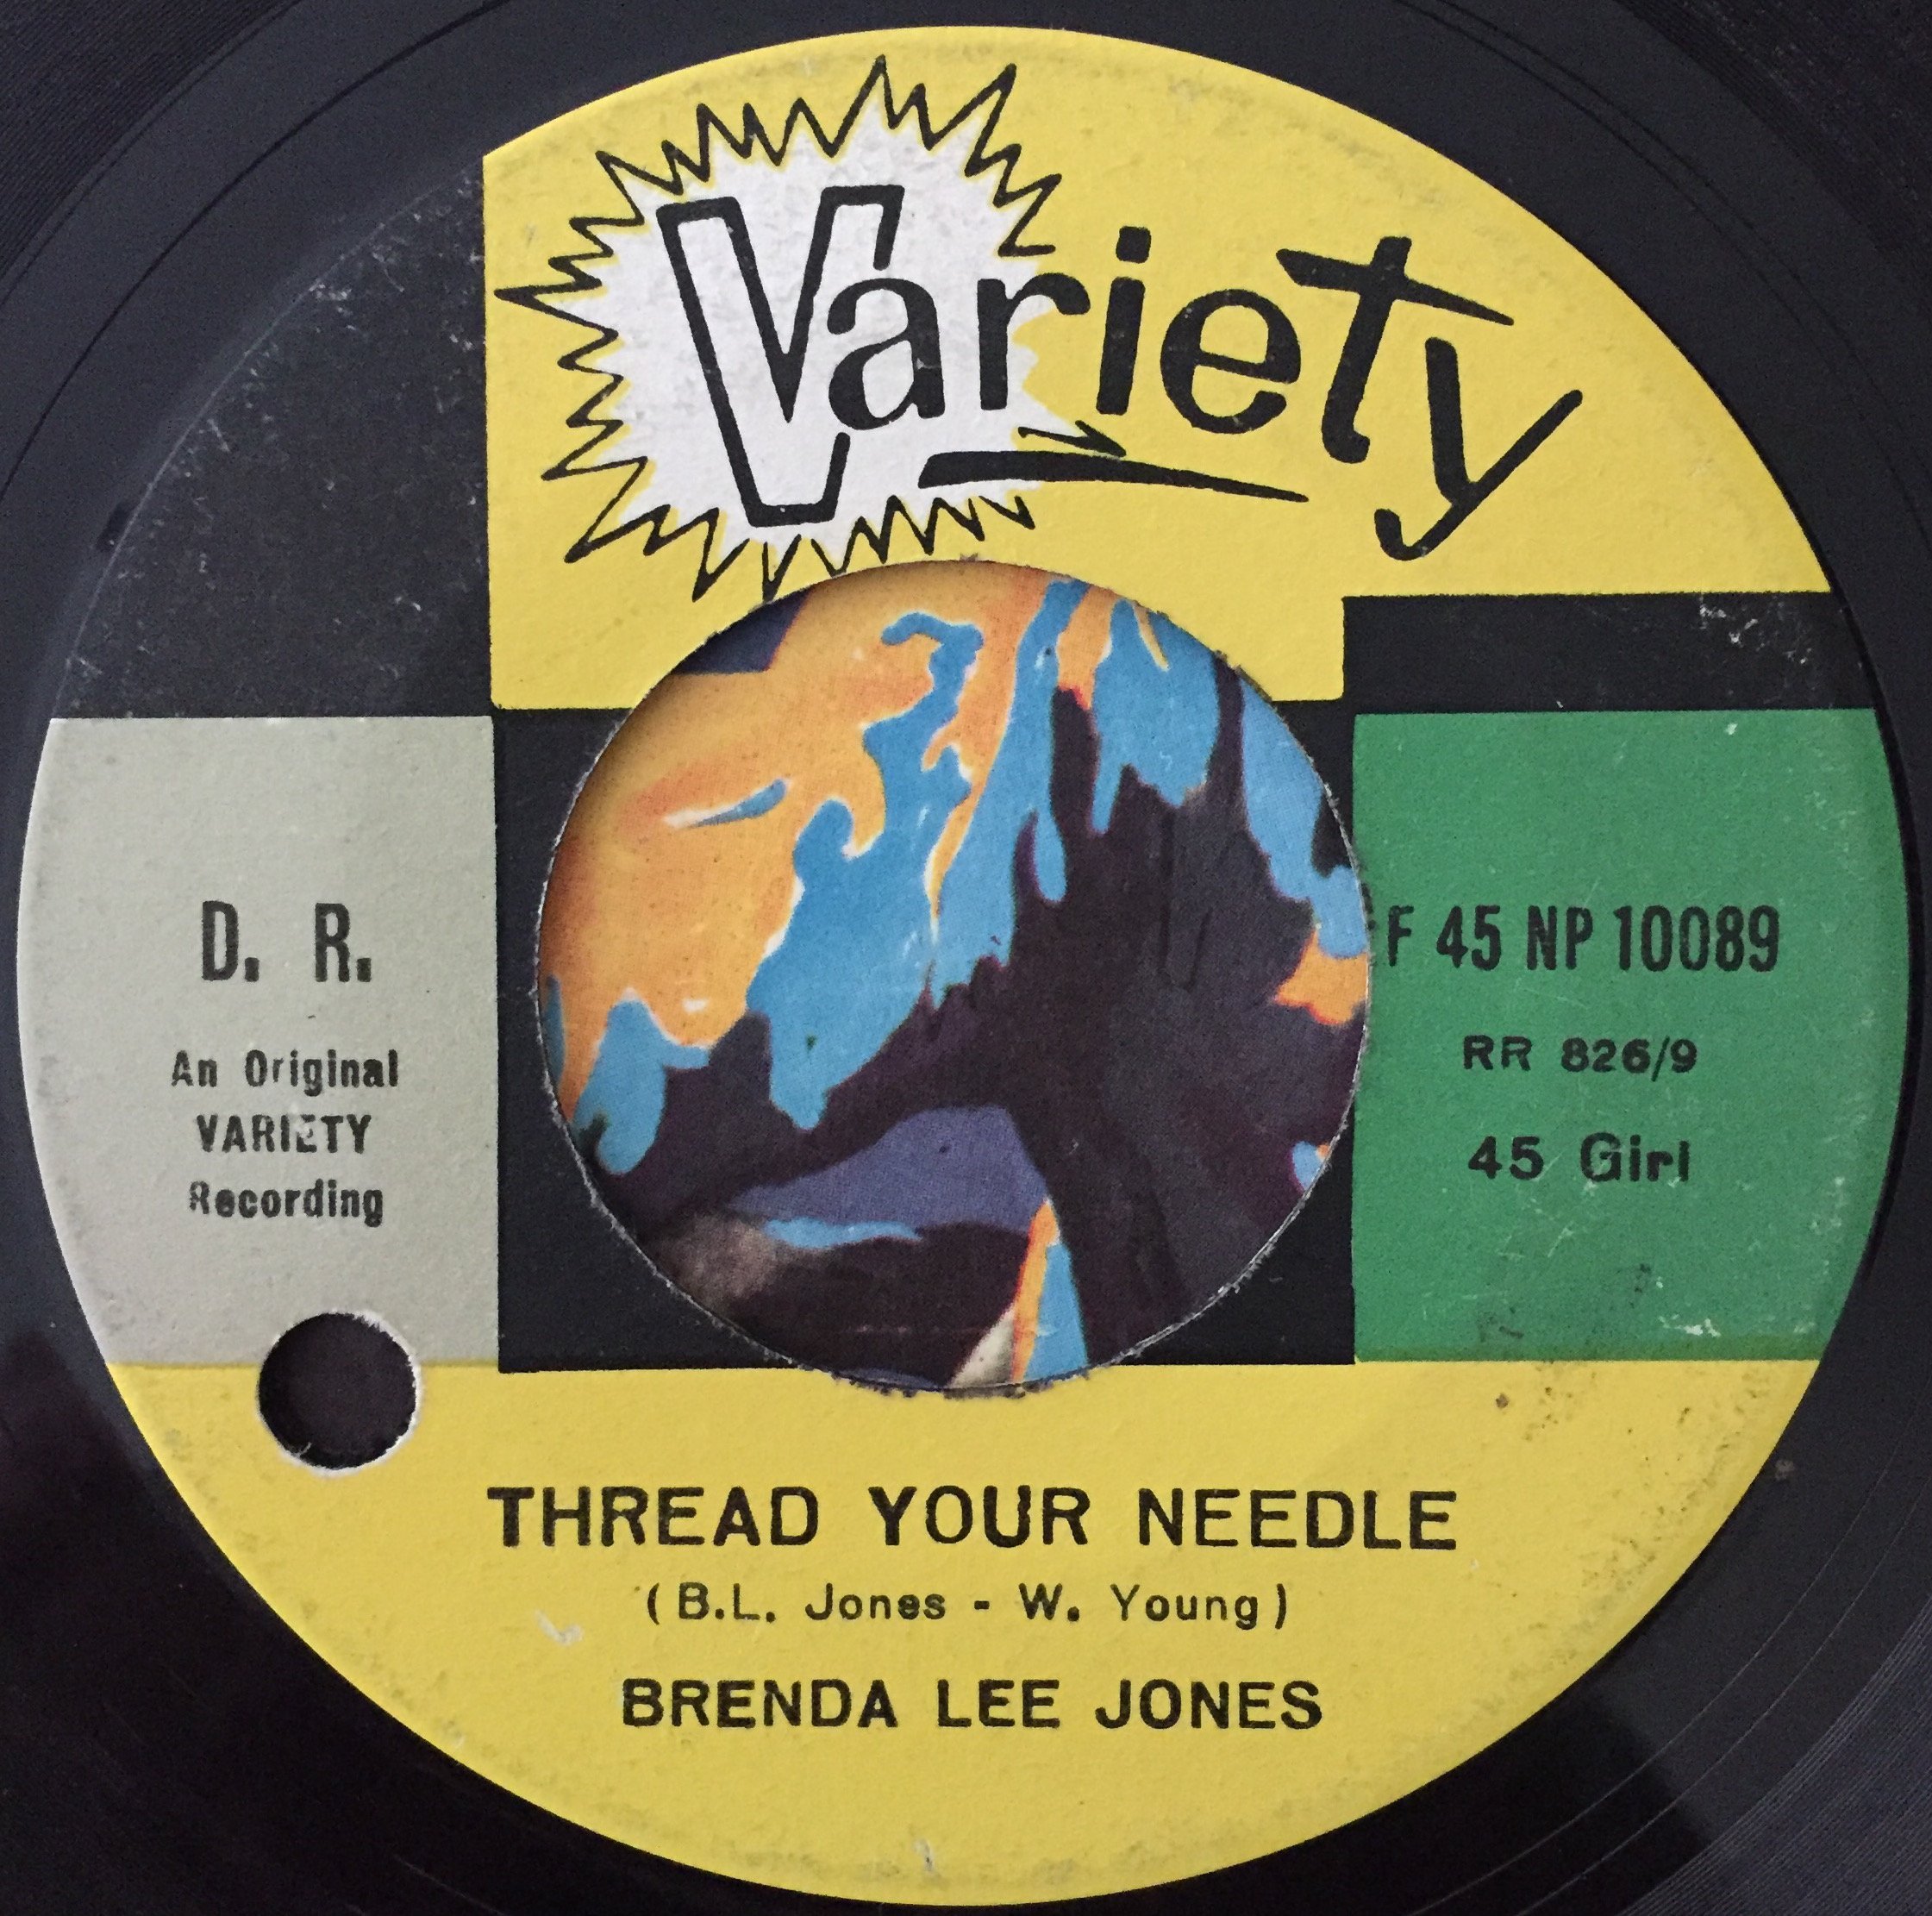 Variety
D. R.
An Original
VARIETY
Recording
F 45 NP 10089
RR 826/9
45 Girl
THREAD YOUR NEEDLE
(B.L. Jones - W. Young)
BRENDA LEE JONES